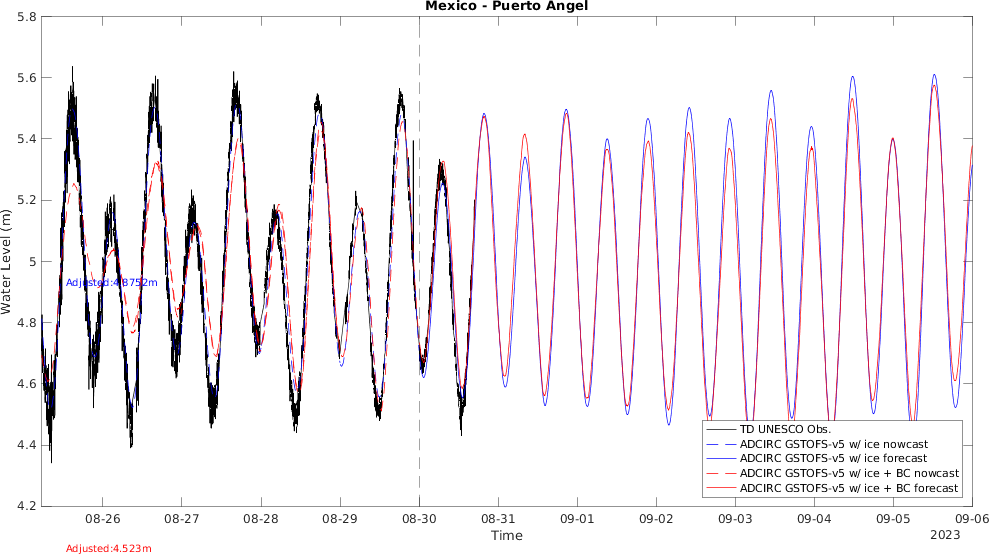 Mexico - Puerto Angel
5.8
5.6
5.4
5.2
5
4.8
4.6
4.4
4.2
Water Level (m)
Adjusted:4.8752m
TD UNESCO Obs.
ADCIRC GSTOFS-v5 w/ ice nowcast
ADCIRC GSTOFS-v5 w/ ice forecast
ADCIRC GSTOFS-v5 w/ ice + BC nowcast
ADCIRC GSTOFS-v5 w/ ice + BC forecast
08-26 08-27 08-28 08-29 08-30 08-31 09-01 09-02 09-03 09-04 09-05 09-06
Time
2023
Adjusted:4.523m